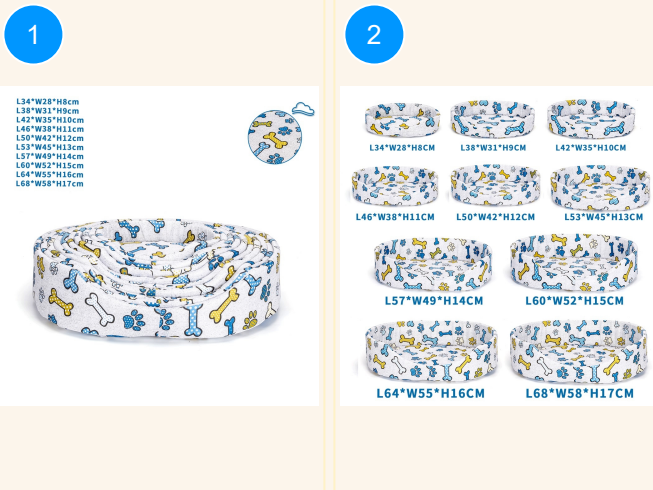 1
L34*W28*H8cm
L38*W31*H9cm
L42*W35*H10cm
L46*W38*H11cm
L50*W42*H12cm
L53*W45*H13cm
L57*W49*H14cm
L60*W52*H15cm
L64*W55*H16cm
L68*W58*H17cm
2
L34*W28*H8CM
L38*W31*H9CM
L42*W35*H10CM
L46*W38*H11CM
L50*W42*H12CM
L53*W45*H13CM
L57*W49*H14CM
L60*W52*H15CM
L64*W55*H16CM
L68*W58*H17CM